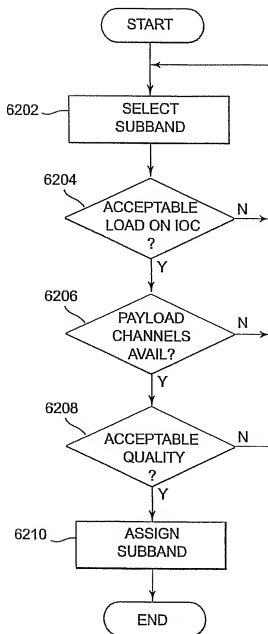 START
6202
SELECT
SUBBAND
6204
ACCEPTABLE
LOAD ON IOC
?
N
Y
6206
PAYLOAD
CHANNELS
AVAIL?
N
Y
6208
ACCEPTABLE
QUALITY
?
N
Y
6210
ASSIGN
SUBBAND
END